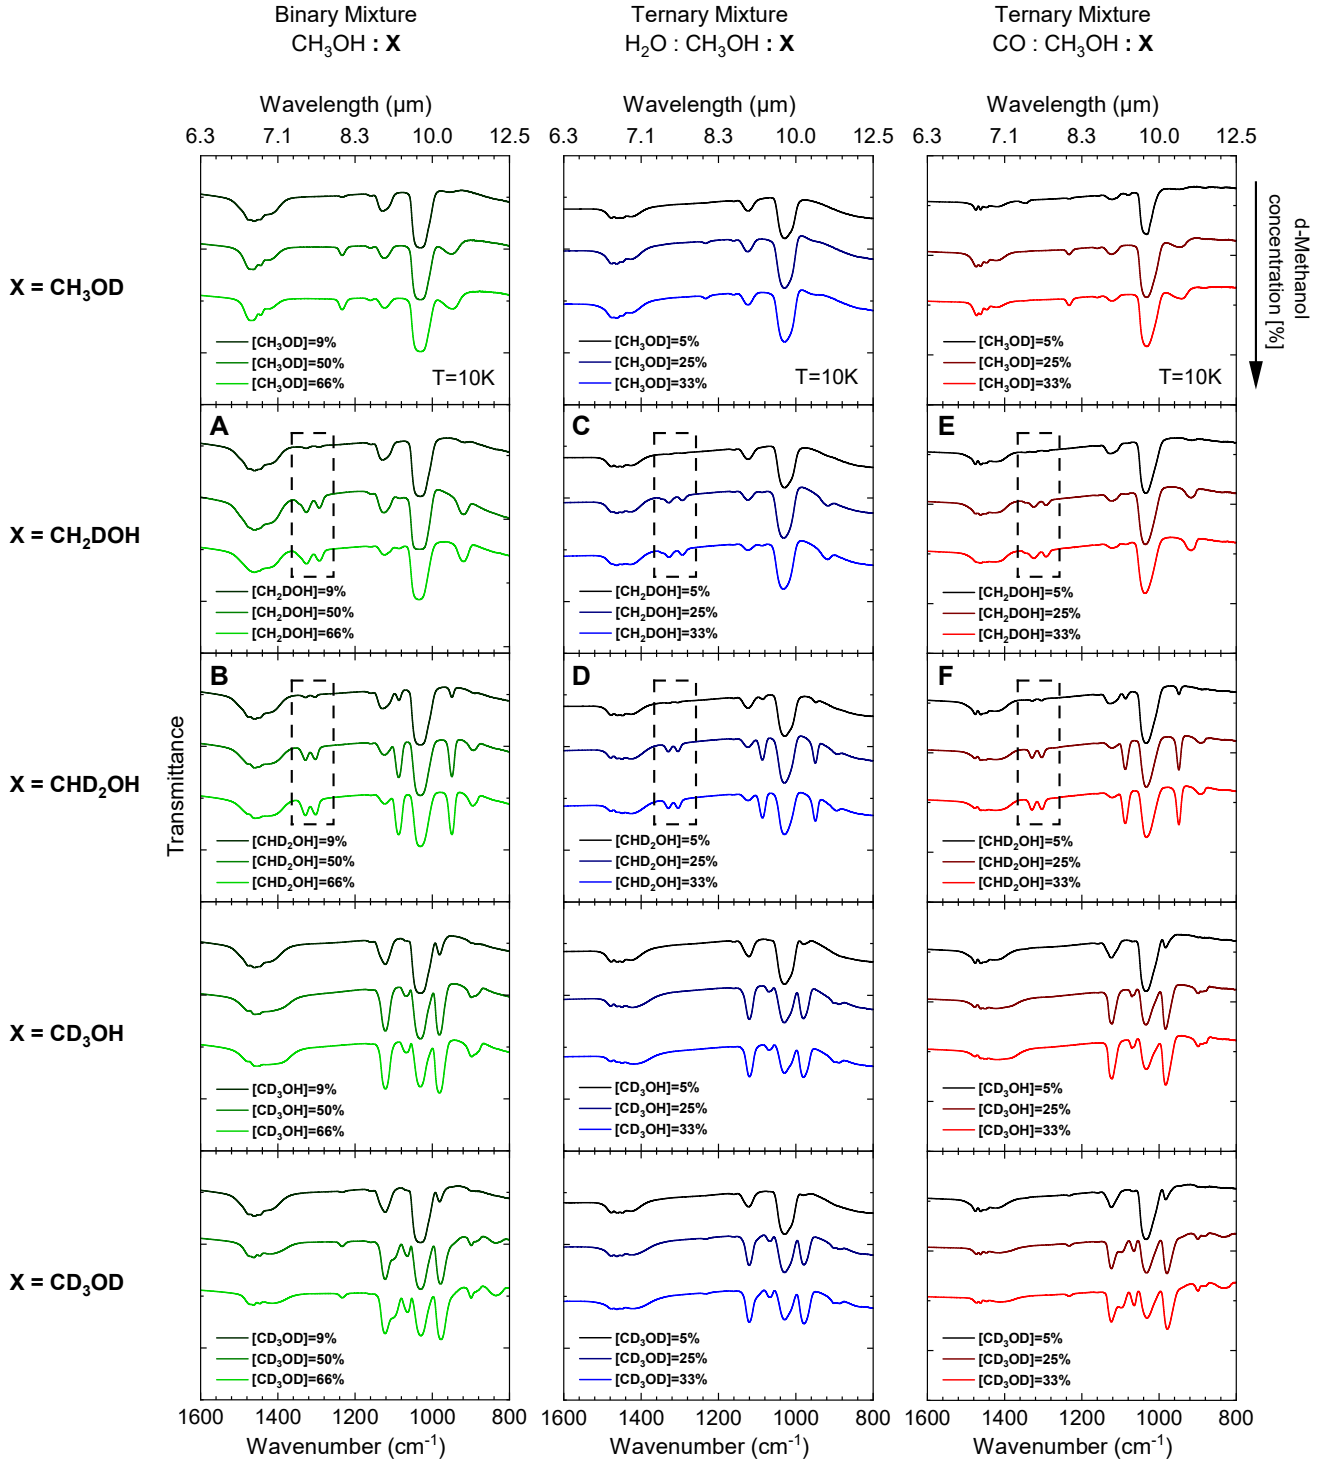 Binary Mixture
CH₃OH : X
Ternary Mixture
H₂O : CH₃OH : X
Ternary Mixture
CO : CH₃OH : X
Wavelength (µm)
6.3 7.1 8.3 10.0 12.5
Wavelength (µm)
6.3 7.1 8.3 10.0 12.5
Wavelength (µm)
6.3 7.1 8.3 10.0 12.5
d-Methanol
concentration [%]
X = CH₃OD
[CH₃OD]=9%
[CH₃OD]=50%
[CH₃OD]=66%
T=10K
[CH₃OD]=5%
[CH₃OD]=25%
[CH₃OD]=33%
T=10K
[CH₃OD]=5%
[CH₃OD]=25%
[CH₃OD]=33%
T=10K
X = CH₂DOH
A
[CH₂DOH]=9%
[CH₂DOH]=50%
[CH₂DOH]=66%
C
[CH₂DOH]=5%
[CH₂DOH]=25%
[CH₂DOH]=33%
E
[CH₂DOH]=5%
[CH₂DOH]=25%
[CH₂DOH]=33%
X = CHD₂OH
Transmittance
B
[CHD₂OH]=9%
[CHD₂OH]=50%
[CHD₂OH]=66%
D
[CHD₂OH]=5%
[CHD₂OH]=25%
[CHD₂OH]=33%
F
[CHD₂OH]=5%
[CHD₂OH]=25%
[CHD₂OH]=33%
X = CD₃OH
[CD₃OH]=9%
[CD₃OH]=50%
[CD₃OH]=66%
[CD₃OH]=5%
[CD₃OH]=25%
[CD₃OH]=33%
[CD₃OH]=5%
[CD₃OH]=25%
[CD₃OH]=33%
X = CD₃OD
[CD₃OD]=9%
[CD₃OD]=50%
[CD₃OD]=66%
[CD₃OD]=5%
[CD₃OD]=25%
[CD₃OD]=33%
[CD₃OD]=5%
[CD₃OD]=25%
[CD₃OD]=33%
1600 1400 1200 1000 800
Wavenumber (cm⁻¹)
1600 1400 1200 1000 800
Wavenumber (cm⁻¹)
1600 1400 1200 1000 800
Wavenumber (cm⁻¹)